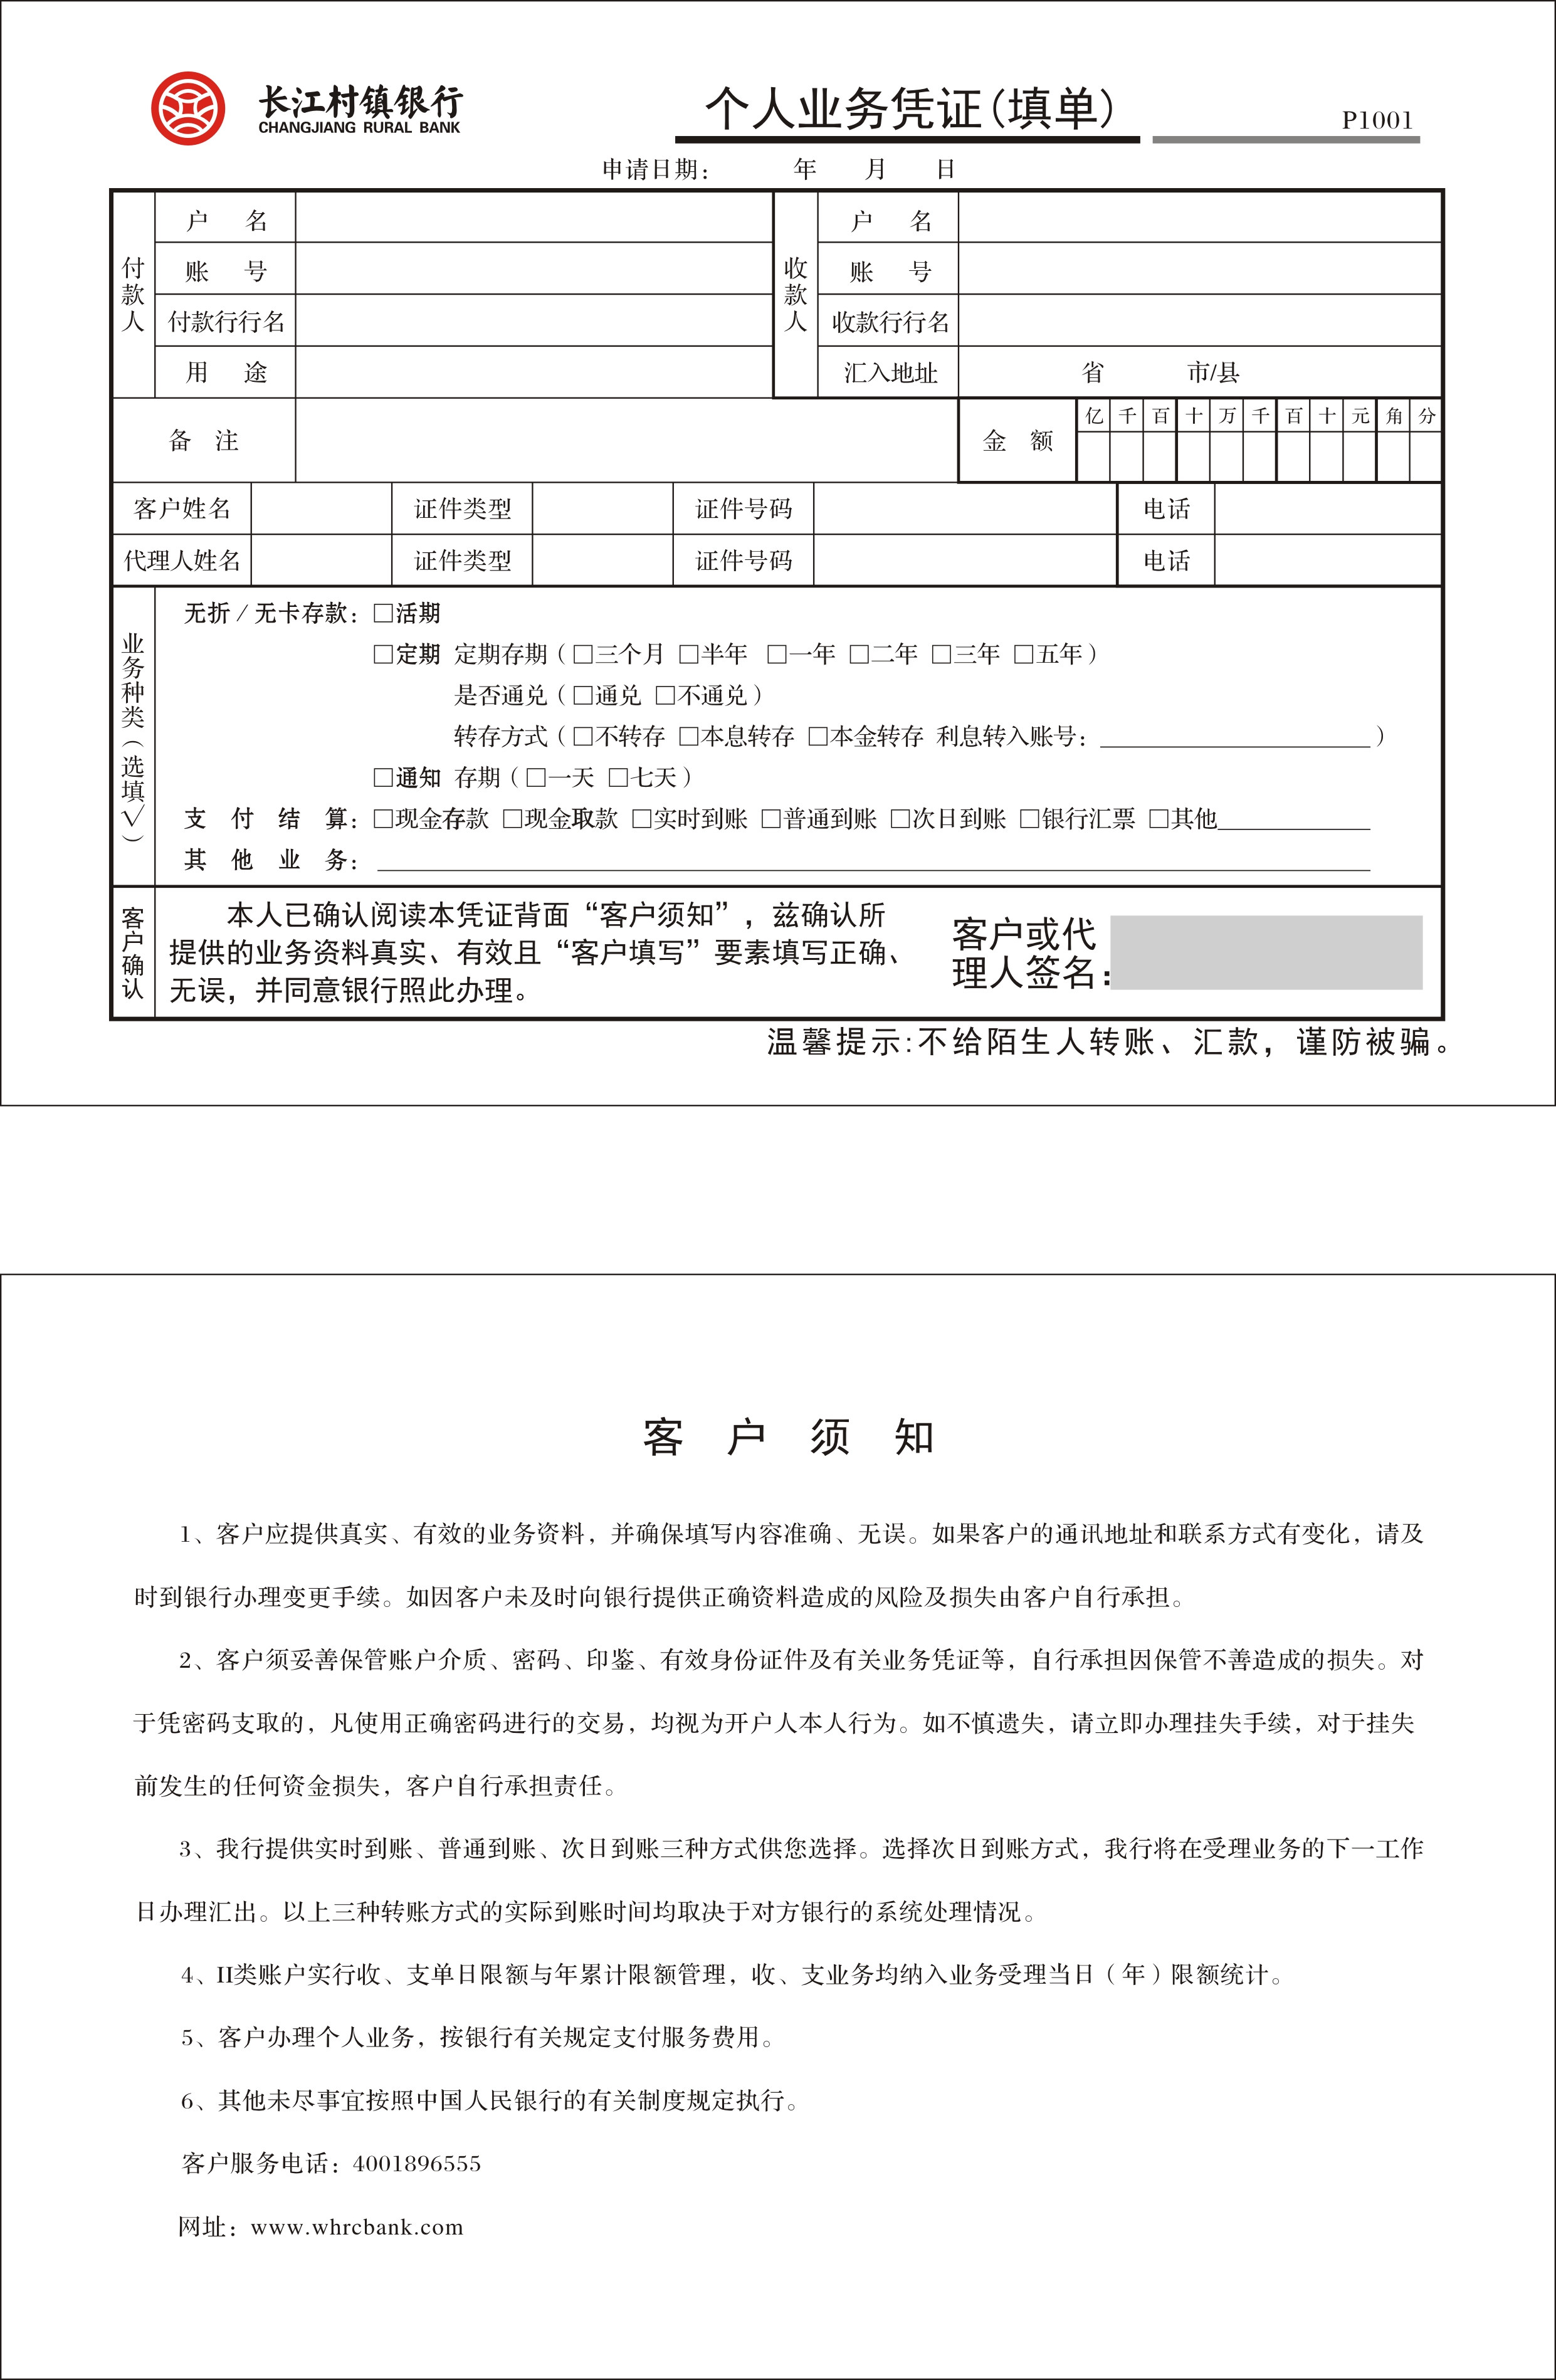 长江村镇银行
CHANGJIANG RURAL BANK
个人业务凭证(填单)
P1001
申请日期: 年 月 日
付款人
户 名
账 号
付款行行名
用 途
收款人
户 名
账 号
收款行行名
汇入地址 省 市/县
备 注
金 额
亿 千 百 十 万 千 百 十 元 角 分
客户姓名 证件类型 证件号码 电话
代理人姓名 证件类型 证件号码 电话
业务种类(选填√)
无折/无卡存款:□活期
□定期 定期存期(□三个月 □半年 □一年 □二年 □三年 □五年)
是否通兑(□通兑 □不通兑)
转存方式(□不转存 □本息转存 □本金转存 利息转入账号:____________)
□通知 存期(□一天 □七天)
支 付 结 算:□现金存款 □现金取款 □实时到账 □普通到账 □次日到账 □银行汇票 □其他________
其 他 业 务:____________
客户确认
本人已确认阅读本凭证背面“客户须知”,兹确认所
提供的业务资料真实、有效且“客户填写”要素填写正确、
无误,并同意银行照此办理。
客户或代
理人签名:
温馨提示:不给陌生人转账、汇款,谨防被骗。
客 户 须 知
1、客户应提供真实、有效的业务资料,并确保填写内容准确、无误。如果客户的通讯地址和联系方式有变化,请及
时到银行办理变更手续。如因客户未及时向银行提供正确资料造成的风险及损失由客户自行承担。
2、客户须妥善保管账户介质、密码、印鉴、有效身份证件及有关业务凭证等,自行承担因保管不善造成的损失。对
于凭密码支取的,凡使用正确密码进行的交易,均视为开户人本人行为。如不慎遗失,请立即办理挂失手续,对于挂失
前发生的任何资金损失,客户自行承担责任。
3、我行提供实时到账、普通到账、次日到账三种方式供您选择。选择次日到账方式,我行将在受理业务的下一工作
日办理汇出。以上三种转账方式的实际到账时间均取决于对方银行的系统处理情况。
4、II类账户实行收、支单日限额与年累计限额管理,收、支业务均纳入业务受理当日(年)限额统计。
5、客户办理个人业务,按银行有关规定支付服务费用。
6、其他未尽事宜按照中国人民银行的有关制度规定执行。
客户服务电话:4001896555
网址:www.whrcbank.com